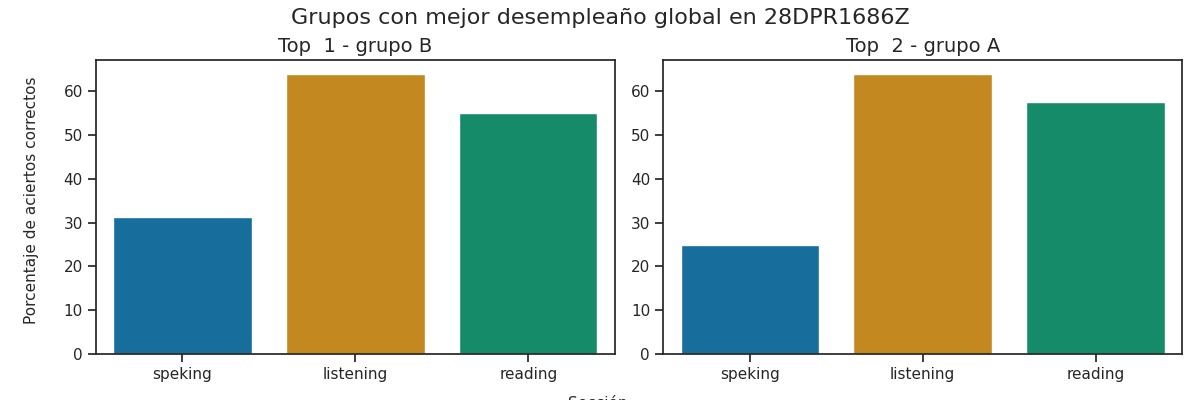 Grupos con mejor desempleaño global en 28DPR1686Z
Top 1 - grupo B
Porcentaje de aciertos correctos
60
50
40
30
20
10
0
speking
listening
reading
Top 2 - grupo A
60
50
40
30
20
10
0
speking
listening
reading
Sección